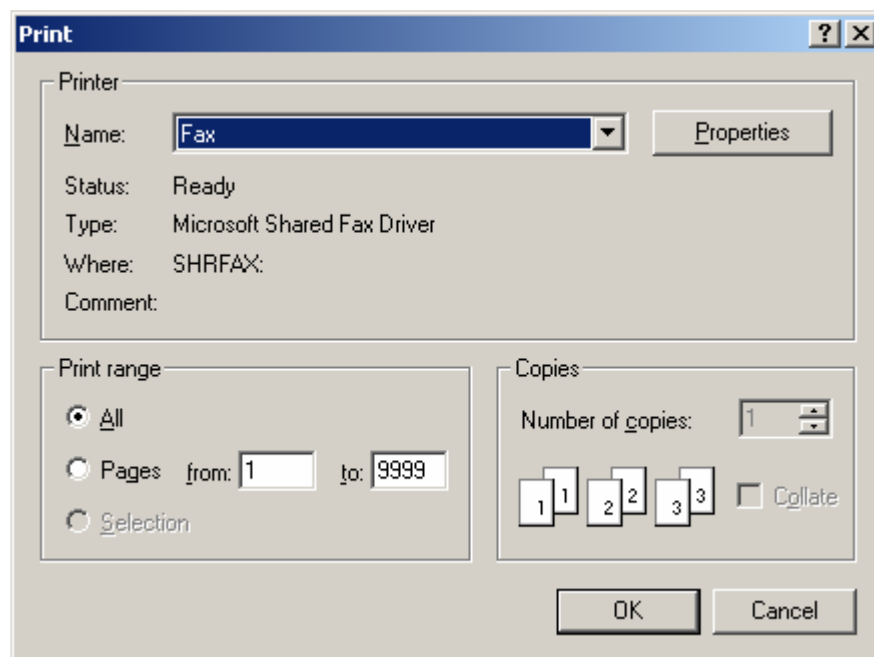 Print
Printer
Name: Fax Properties
Status: Ready
Type: Microsoft Shared Fax Driver
Where: SHRFAX:
Comment:
Print range
All
Pages from: 1 to: 9999
Selection
Copies
Number of copies: 1
1 1 2 2 3 3 Collate
OK Cancel